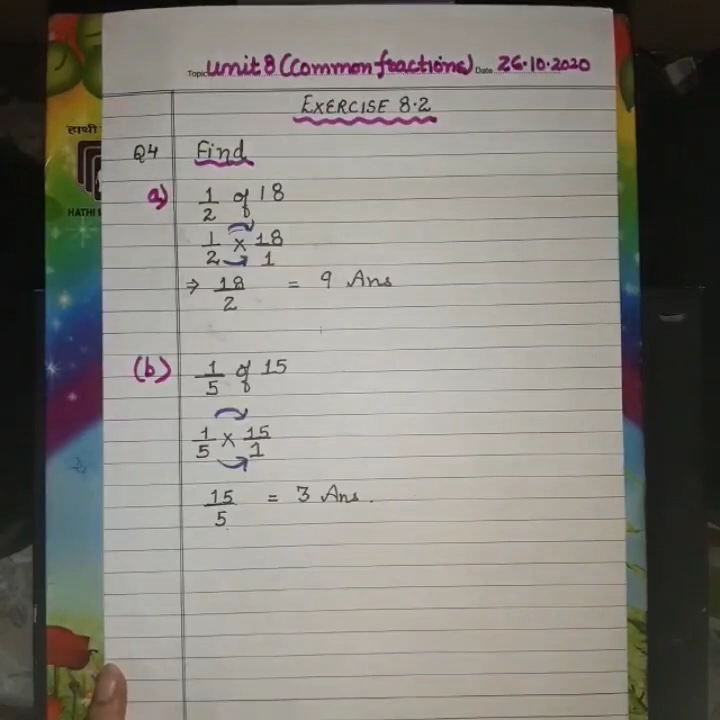 Topic Unit 8 (Common fractions) Date 26.10.2020
EXERCISE 8.2
Q4 Find
a) 1/2 of 18
1/2 × 18/1
⇒ 18/2 = 9 Ans
(b) 1/5 of 15
1/5 × 15/1
15/5 = 3 Ans.
हाथी
HATHI